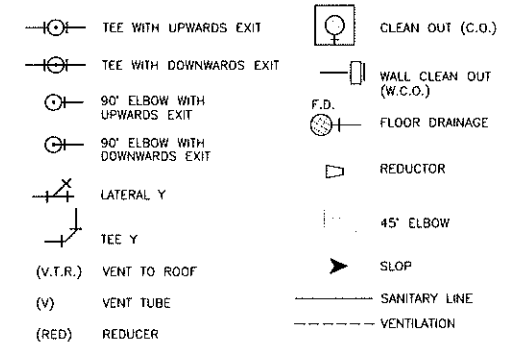 TEE WITH UPWARDS EXIT
TEE WITH DOWNWARDS EXIT
90° ELBOW WITH
UPWARDS EXIT
90° ELBOW WITH
DOWNWARDS EXIT
LATERAL Y
TEE Y
(V.T.R.) VENT TO ROOF
(V) VENT TUBE
(RED) REDUCER
CLEAN OUT (C.O.)
WALL CLEAN OUT
(W.C.O.)
F.D.
FLOOR DRAINAGE
REDUCTOR
45° ELBOW
SLOP
SANITARY LINE
VENTILATION